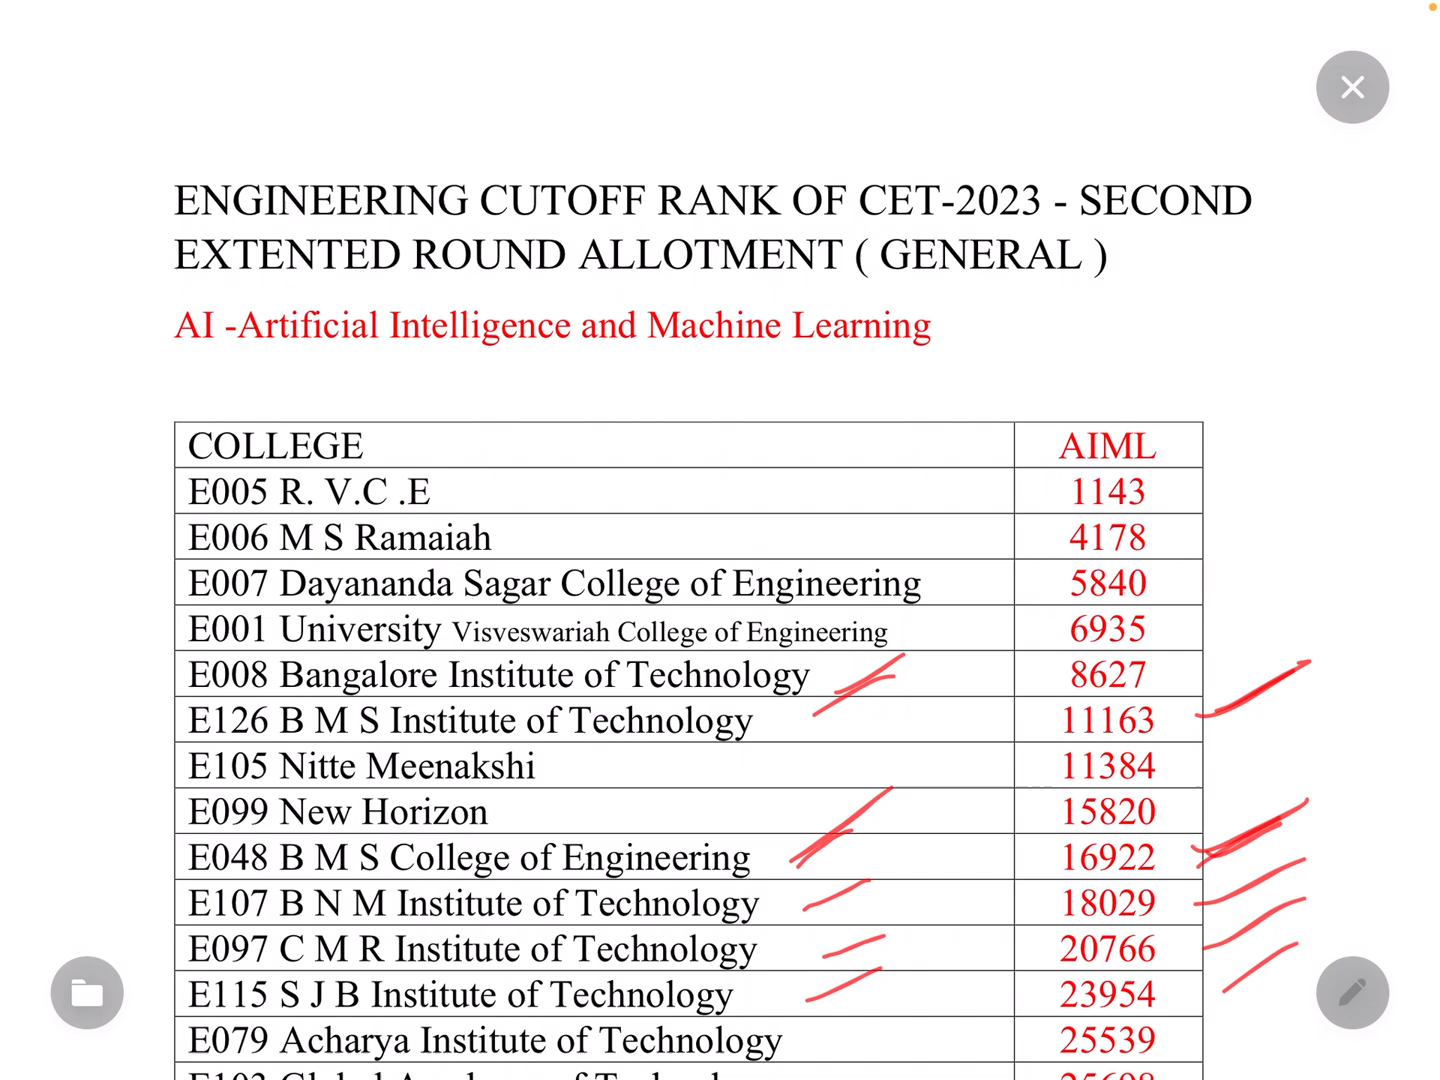 ENGINEERING CUTOFF RANK OF CET-2023 - SECOND
EXTENTED ROUND ALLOTMENT ( GENERAL )
AI -Artificial Intelligence and Machine Learning
COLLEGE AIML
E005 R. V.C .E 1143
E006 M S Ramaiah 4178
E007 Dayananda Sagar College of Engineering 5840
E001 University Visveswariah College of Engineering 6935
E008 Bangalore Institute of Technology 8627
E126 B M S Institute of Technology 11163
E105 Nitte Meenakshi 11384
E099 New Horizon 15820
E048 B M S College of Engineering 16922
E107 B N M Institute of Technology 18029
E097 C M R Institute of Technology 20766
E115 S J B Institute of Technology 23954
E079 Acharya Institute of Technology 25539